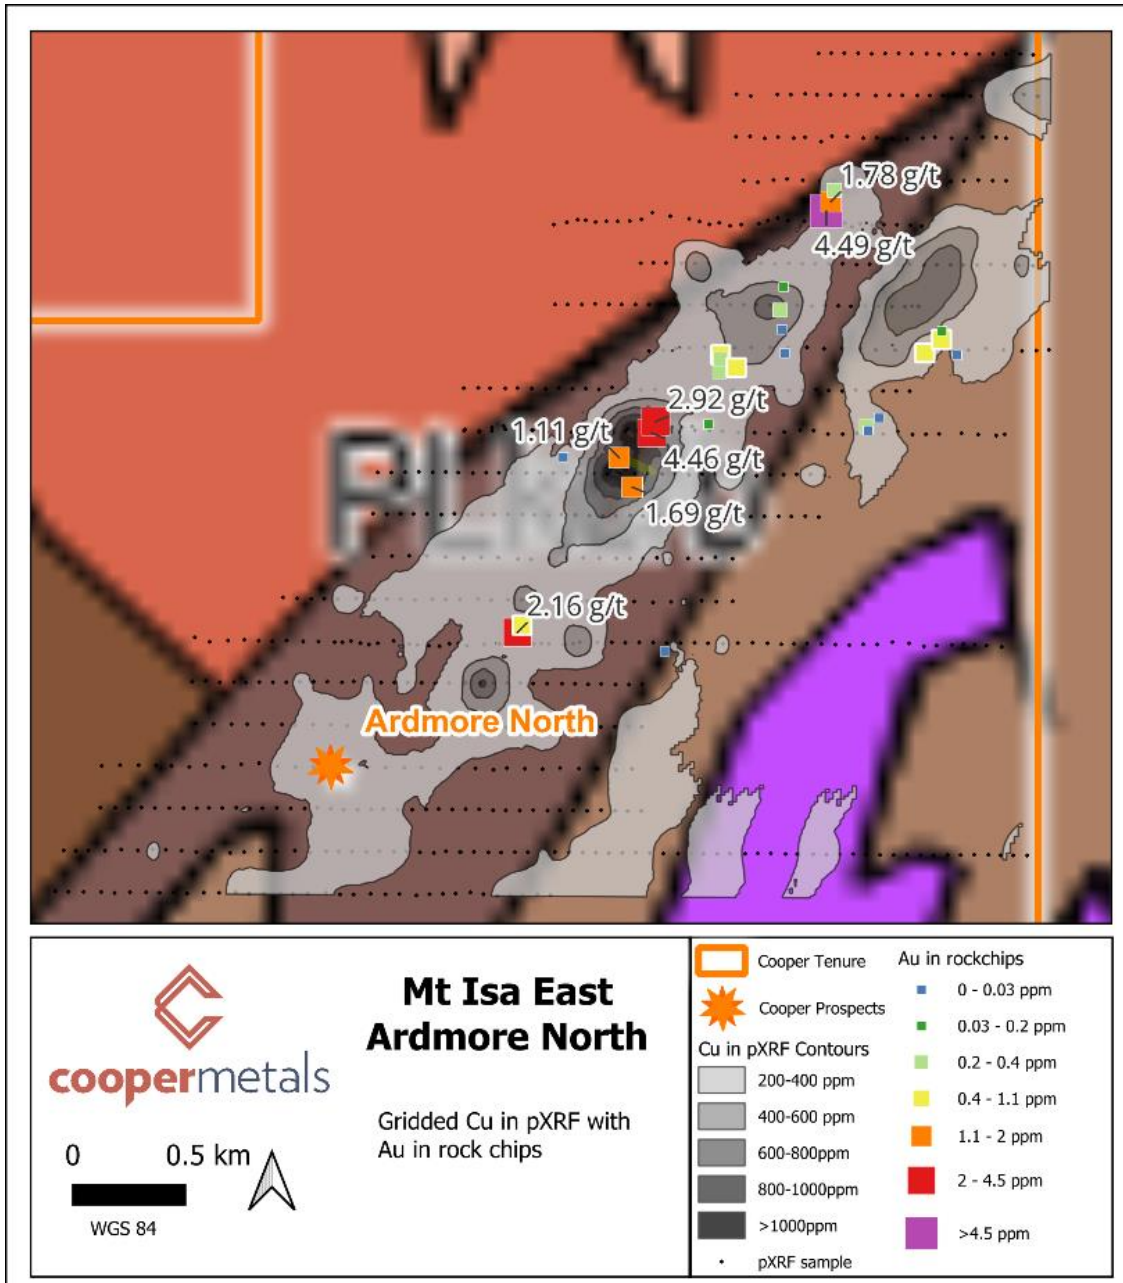 1.78 g/t
4.49 g/t
2.92 g/t
1.11 g/t
4.46 g/t
1.69 g/t
2.16 g/t
Ardmore North
coopermetals
0 0.5 km
WGS 84
Mt Isa East
Ardmore North
Gridded Cu in pXRF with
Au in rock chips
Cooper Tenure
Cooper Prospects
Cu in pXRF Contours
200-400 ppm
400-600 ppm
600-800ppm
800-1000ppm
>1000ppm
pXRF sample
Au in rockchips
0 - 0.03 ppm
0.03 - 0.2 ppm
0.2 - 0.4 ppm
0.4 - 1.1 ppm
1.1 - 2 ppm
2 - 4.5 ppm
>4.5 ppm